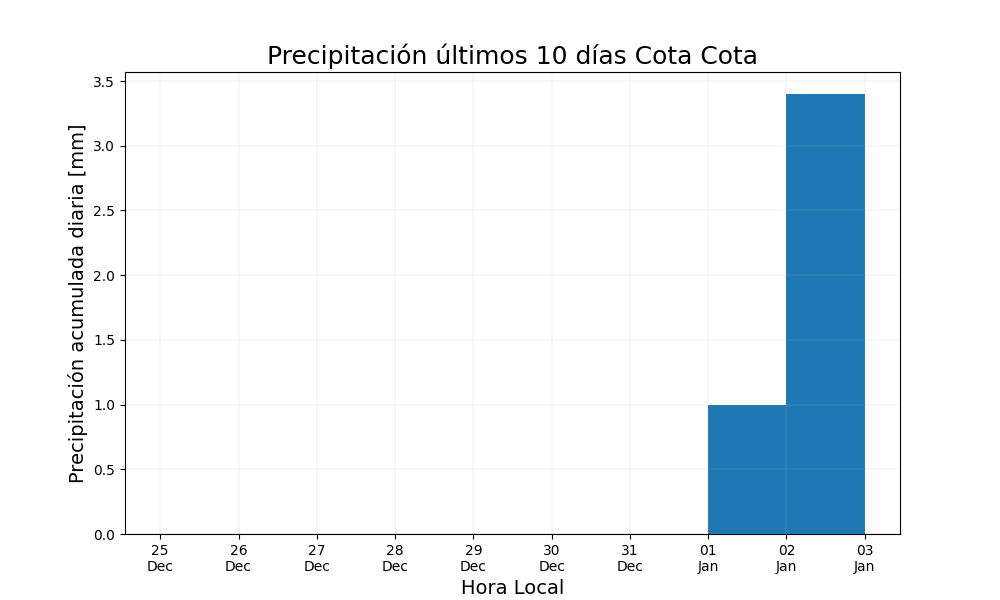 Precipitación últimos 10 días Cota Cota
Precipitación acumulada diaria [mm]
3.5
3.0
2.5
2.0
1.5
1.0
0.5
0.0
25 26 27 28 29 30 31 01 02 03
Dec Dec Dec Dec Dec Dec Dec Jan Jan Jan
Hora Local